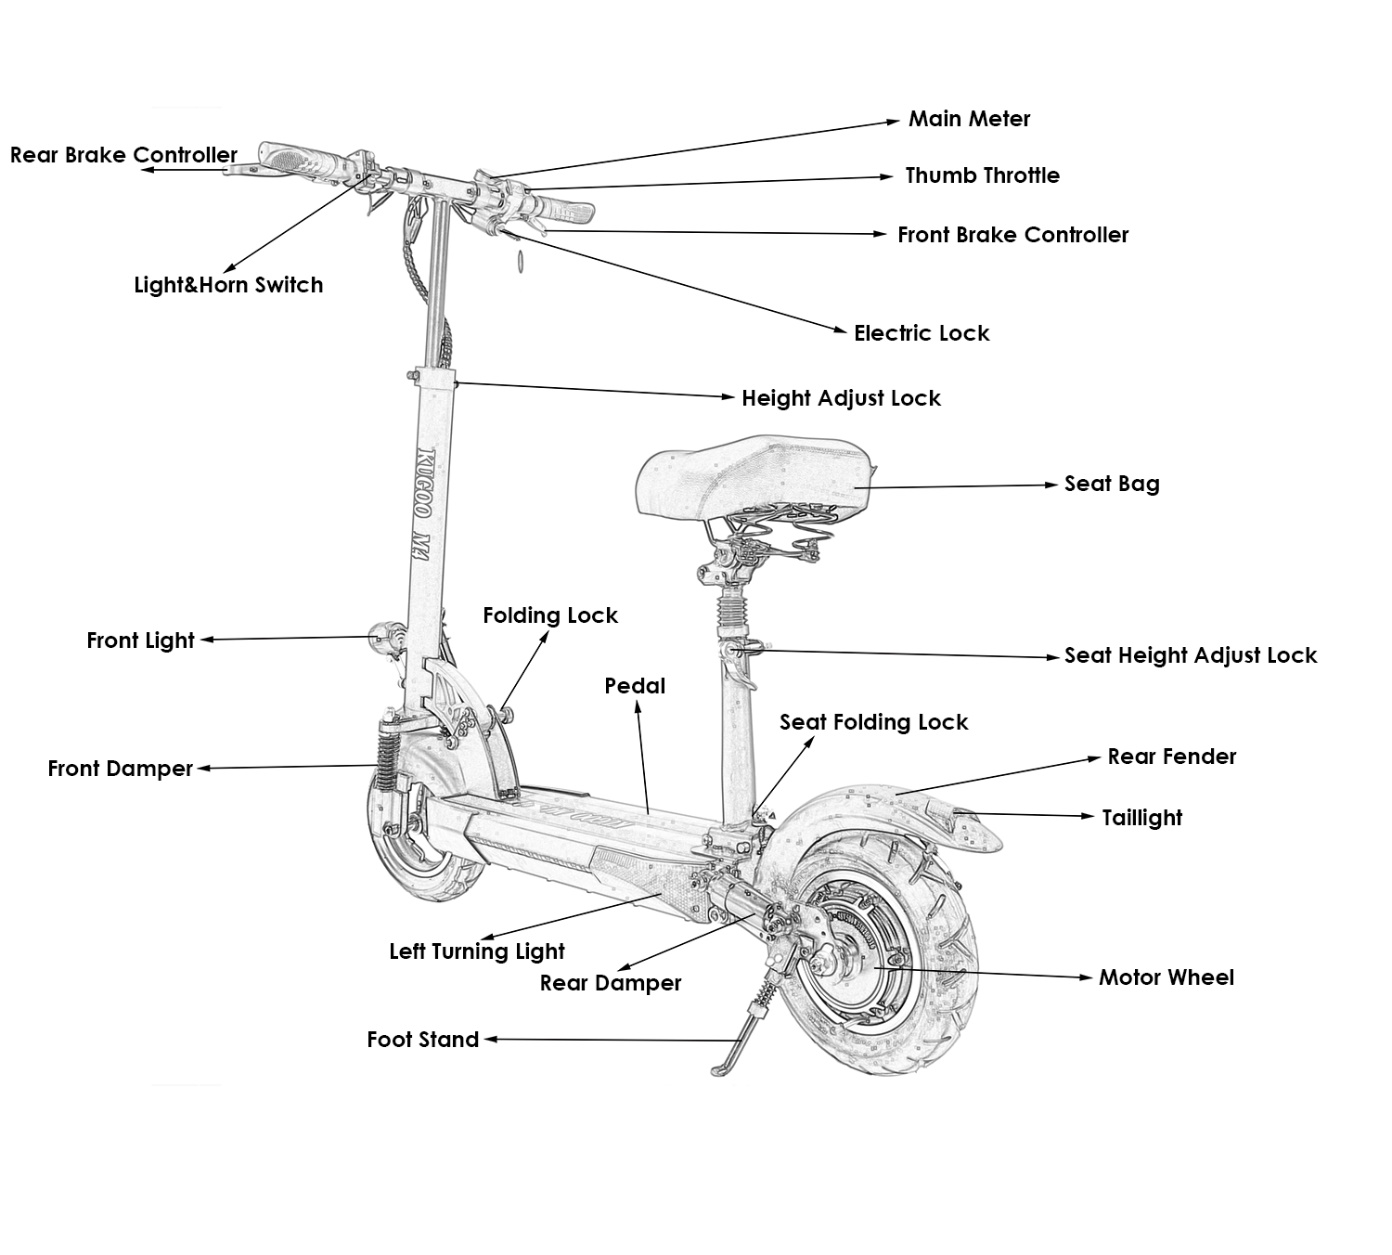 Main Meter
Rear Brake Controller
Thumb Throttle
Front Brake Controller
Light&Horn Switch
Electric Lock
Height Adjust Lock
KUGOO M4
Seat Bag
Folding Lock
Front Light
Seat Height Adjust Lock
Pedal
Seat Folding Lock
Rear Fender
Front Damper
Taillight
Left Turning Light
Rear Damper
Motor Wheel
Foot Stand